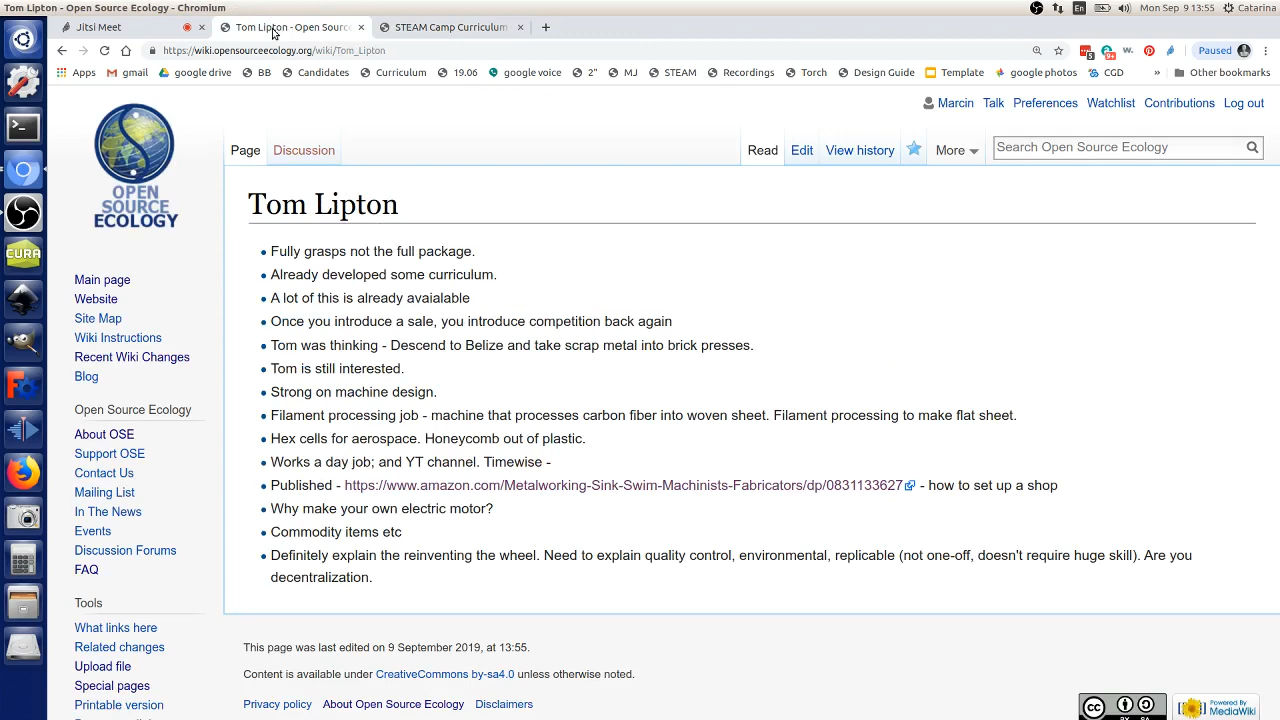 Tom Lipton - Open Source Ecology - Chromium
En
Mon Sep 9 13:55
Catarina
Jitsi Meet
Tom Lipton - Open Source
STEAM Camp Curriculum
https://wiki.opensourceecology.org/wiki/Tom_Lipton
Paused
Apps
gmail
google drive
BB
Candidates
Curriculum
19.06
google voice
2"
MJ
STEAM
Recordings
Torch
Design Guide
Template
google photos
CGD
»
Other bookmarks
Marcin
Talk
Preferences
Watchlist
Contributions
Log out
OPEN
SOURCE
ECOLOGY
Page
Discussion
Read
Edit
View history
More
Search Open Source Ecology
CURA
Main page
Website
Site Map
Wiki Instructions
Recent Wiki Changes
Blog
Open Source Ecology
About OSE
Support OSE
Contact Us
Mailing List
In The News
Events
Discussion Forums
FAQ
Tools
What links here
Related changes
Upload file
Special pages
Printable version
Tom Lipton
Fully grasps not the full package.
Already developed some curriculum.
A lot of this is already avaialable
Once you introduce a sale, you introduce competition back again
Tom was thinking - Descend to Belize and take scrap metal into brick presses.
Tom is still interested.
Strong on machine design.
Filament processing job - machine that processes carbon fiber into woven sheet. Filament processing to make flat sheet.
Hex cells for aerospace. Honeycomb out of plastic.
Works a day job; and YT channel. Timewise -
Published - https://www.amazon.com/Metalworking-Sink-Swim-Machinists-Fabricators/dp/0831133627 - how to set up a shop
Why make your own electric motor?
Commodity items etc
Definitely explain the reinventing the wheel. Need to explain quality control, environmental, replicable (not one-off, doesn't require huge skill). Are you
decentralization.
This page was last edited on 9 September 2019, at 13:55.
Content is available under CreativeCommons by-sa4.0 unless otherwise noted.
Privacy policy
About Open Source Ecology
Disclaimers
Powered By
MediaWiki